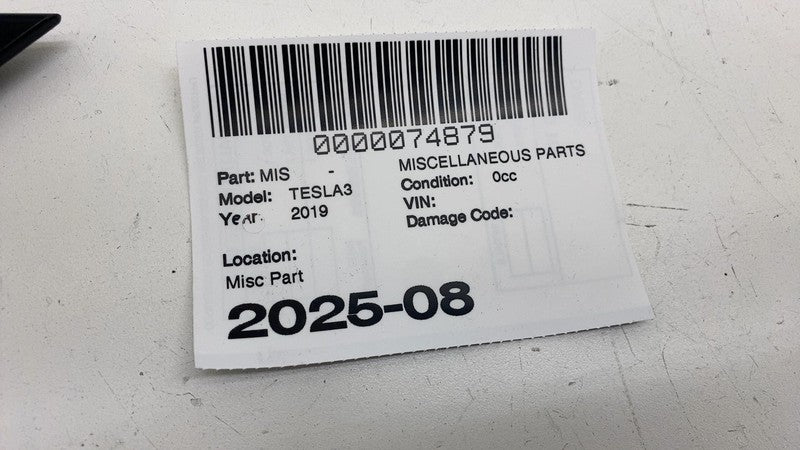 0000074879
Part: MIS - MISCELLANEOUS PARTS
Model: TESLA3 Condition: 0cc
Year: 2019 VIN:
Damage Code:
Location:
Misc Part
2025-08